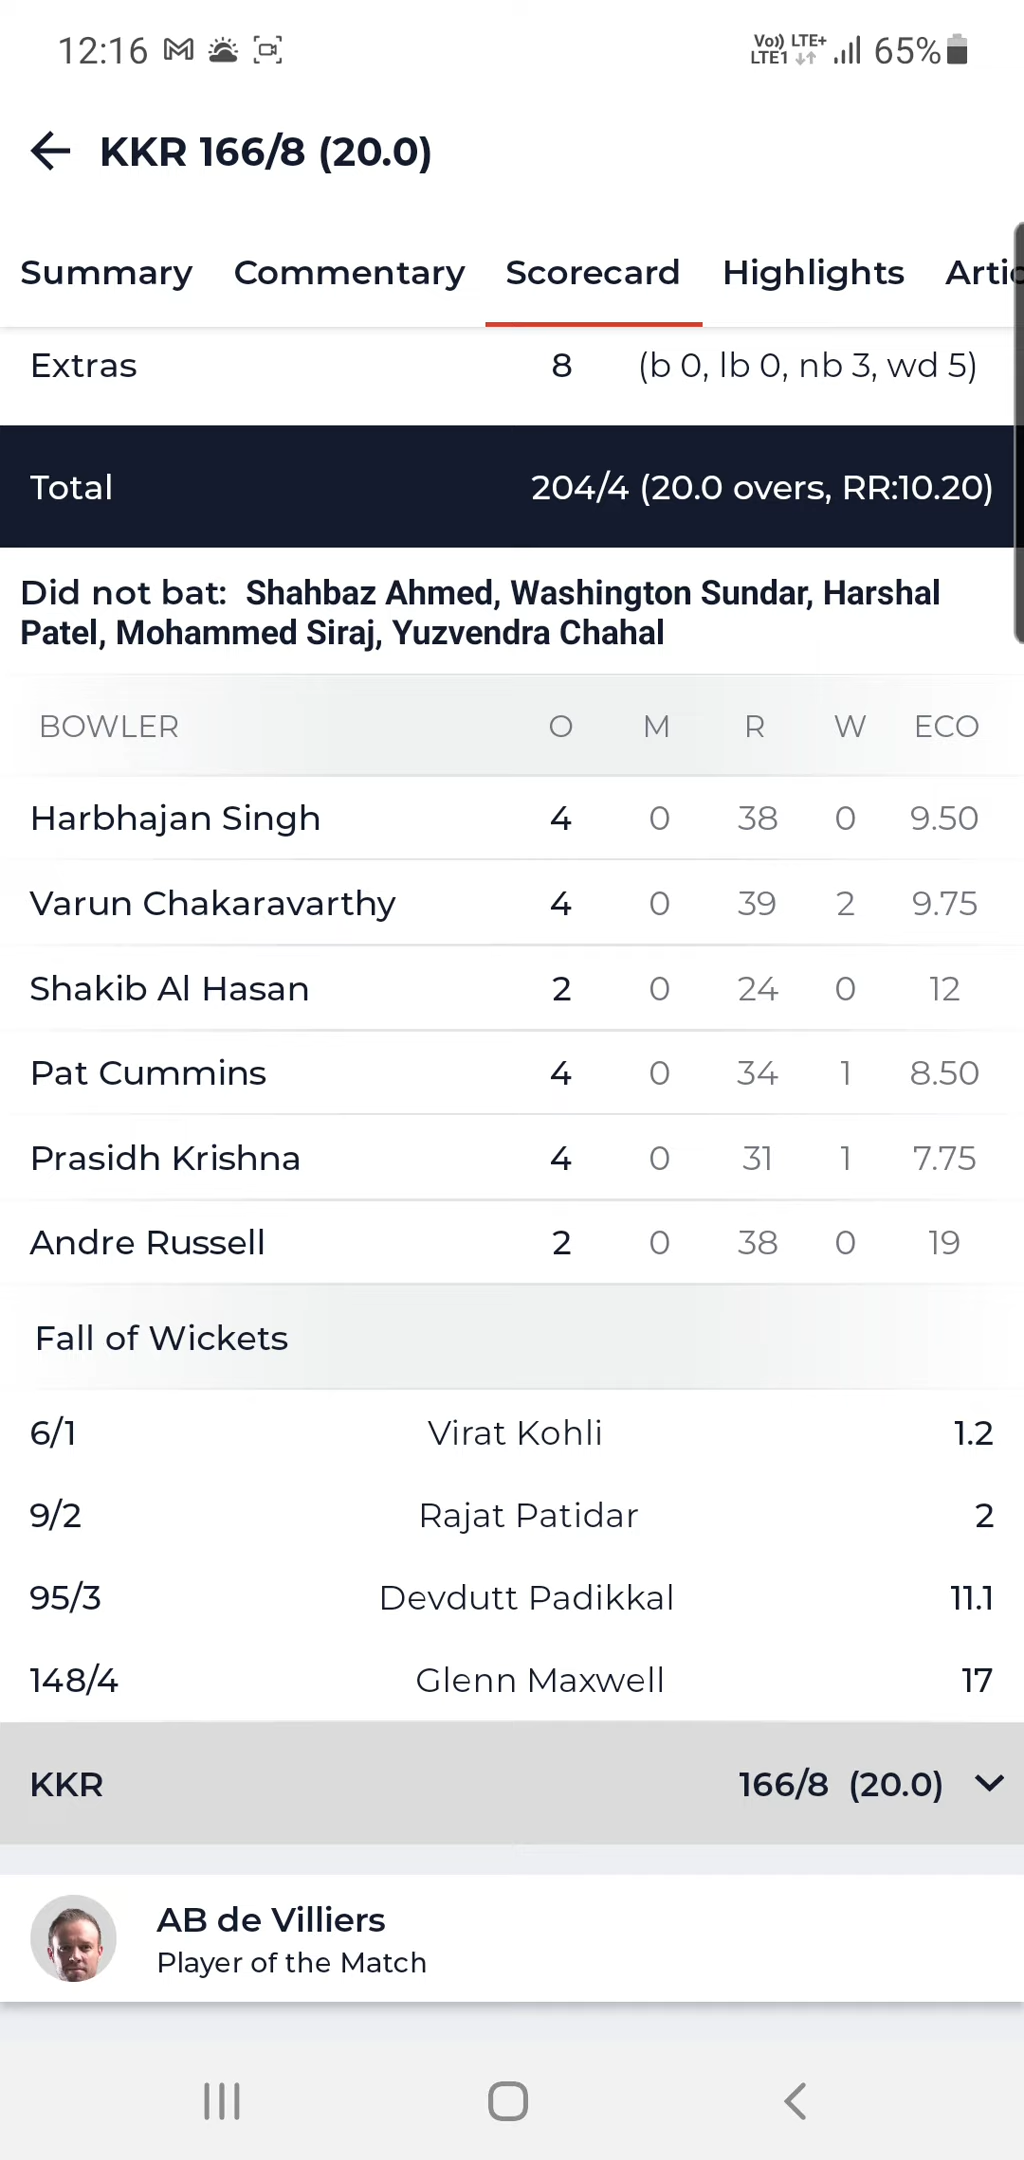 12:16 Vo)) LTE+ LTE1 65%
KKR 166/8 (20.0)
Summary Commentary Scorecard Highlights Artic
Extras 8 (b 0, lb 0, nb 3, wd 5)
Total 204/4 (20.0 overs, RR:10.20)
Did not bat: Shahbaz Ahmed, Washington Sundar, Harshal
Patel, Mohammed Siraj, Yuzvendra Chahal
BOWLER O M R W ECO
Harbhajan Singh 4 0 38 0 9.50
Varun Chakaravarthy 4 0 39 2 9.75
Shakib Al Hasan 2 0 24 0 12
Pat Cummins 4 0 34 1 8.50
Prasidh Krishna 4 0 31 1 7.75
Andre Russell 2 0 38 0 19
Fall of Wickets
6/1 Virat Kohli 1.2
9/2 Rajat Patidar 2
95/3 Devdutt Padikkal 11.1
148/4 Glenn Maxwell 17
KKR 166/8 (20.0)
AB de Villiers
Player of the Match